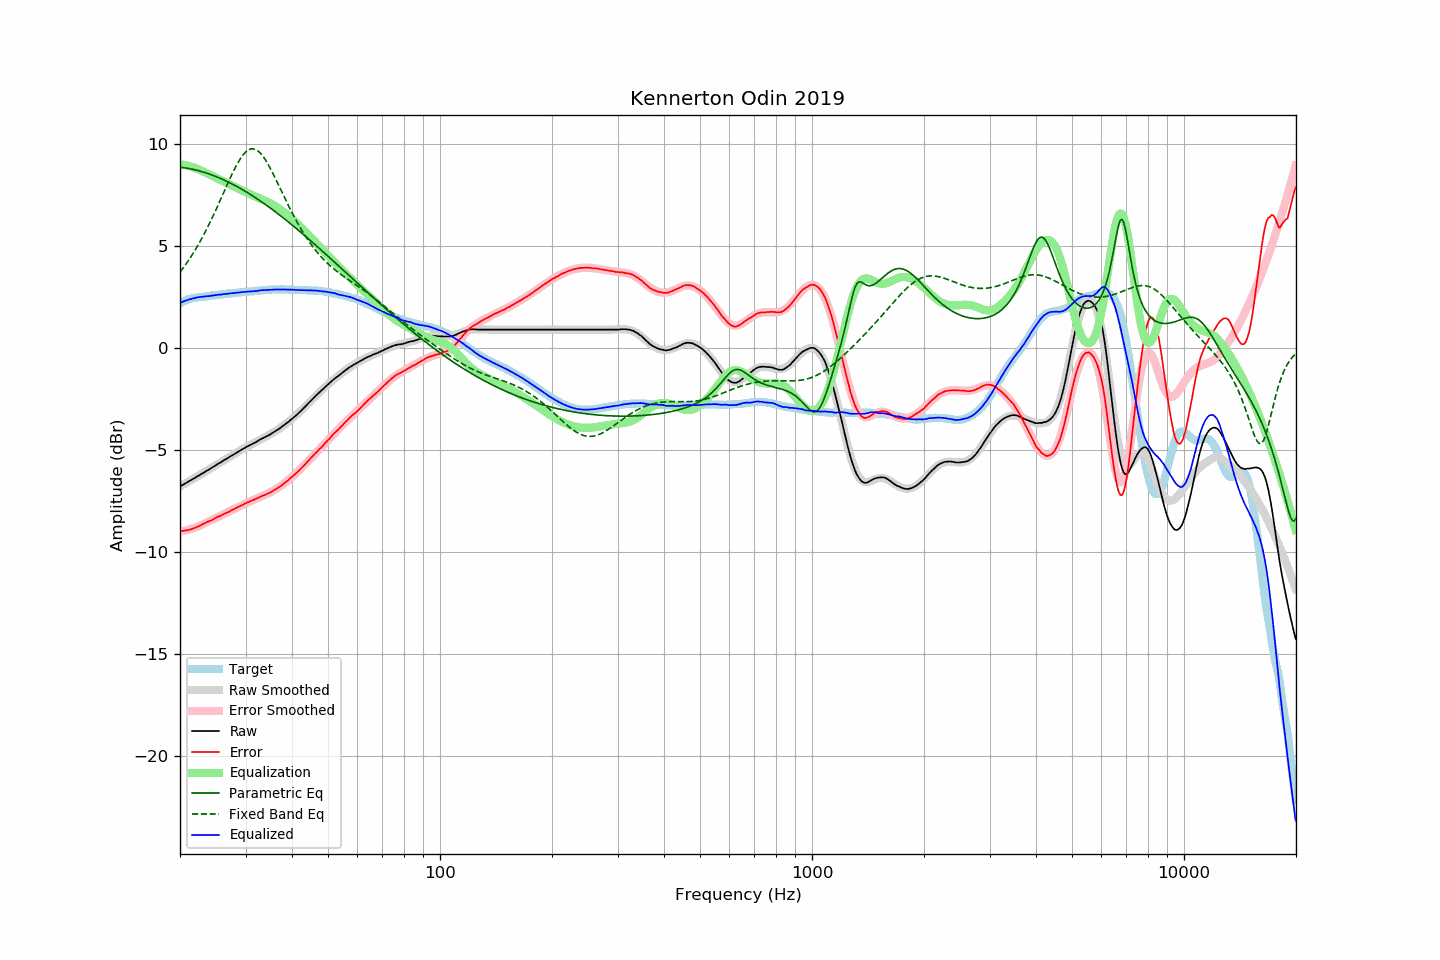 Kennerton Odin 2019
10
5
0
−5
−10
−15
−20
Amplitude (dBr)
Target
Raw Smoothed
Error Smoothed
Raw
Error
Equalization
Parametric Eq
Fixed Band Eq
Equalized
100
1000
10000
Frequency (Hz)